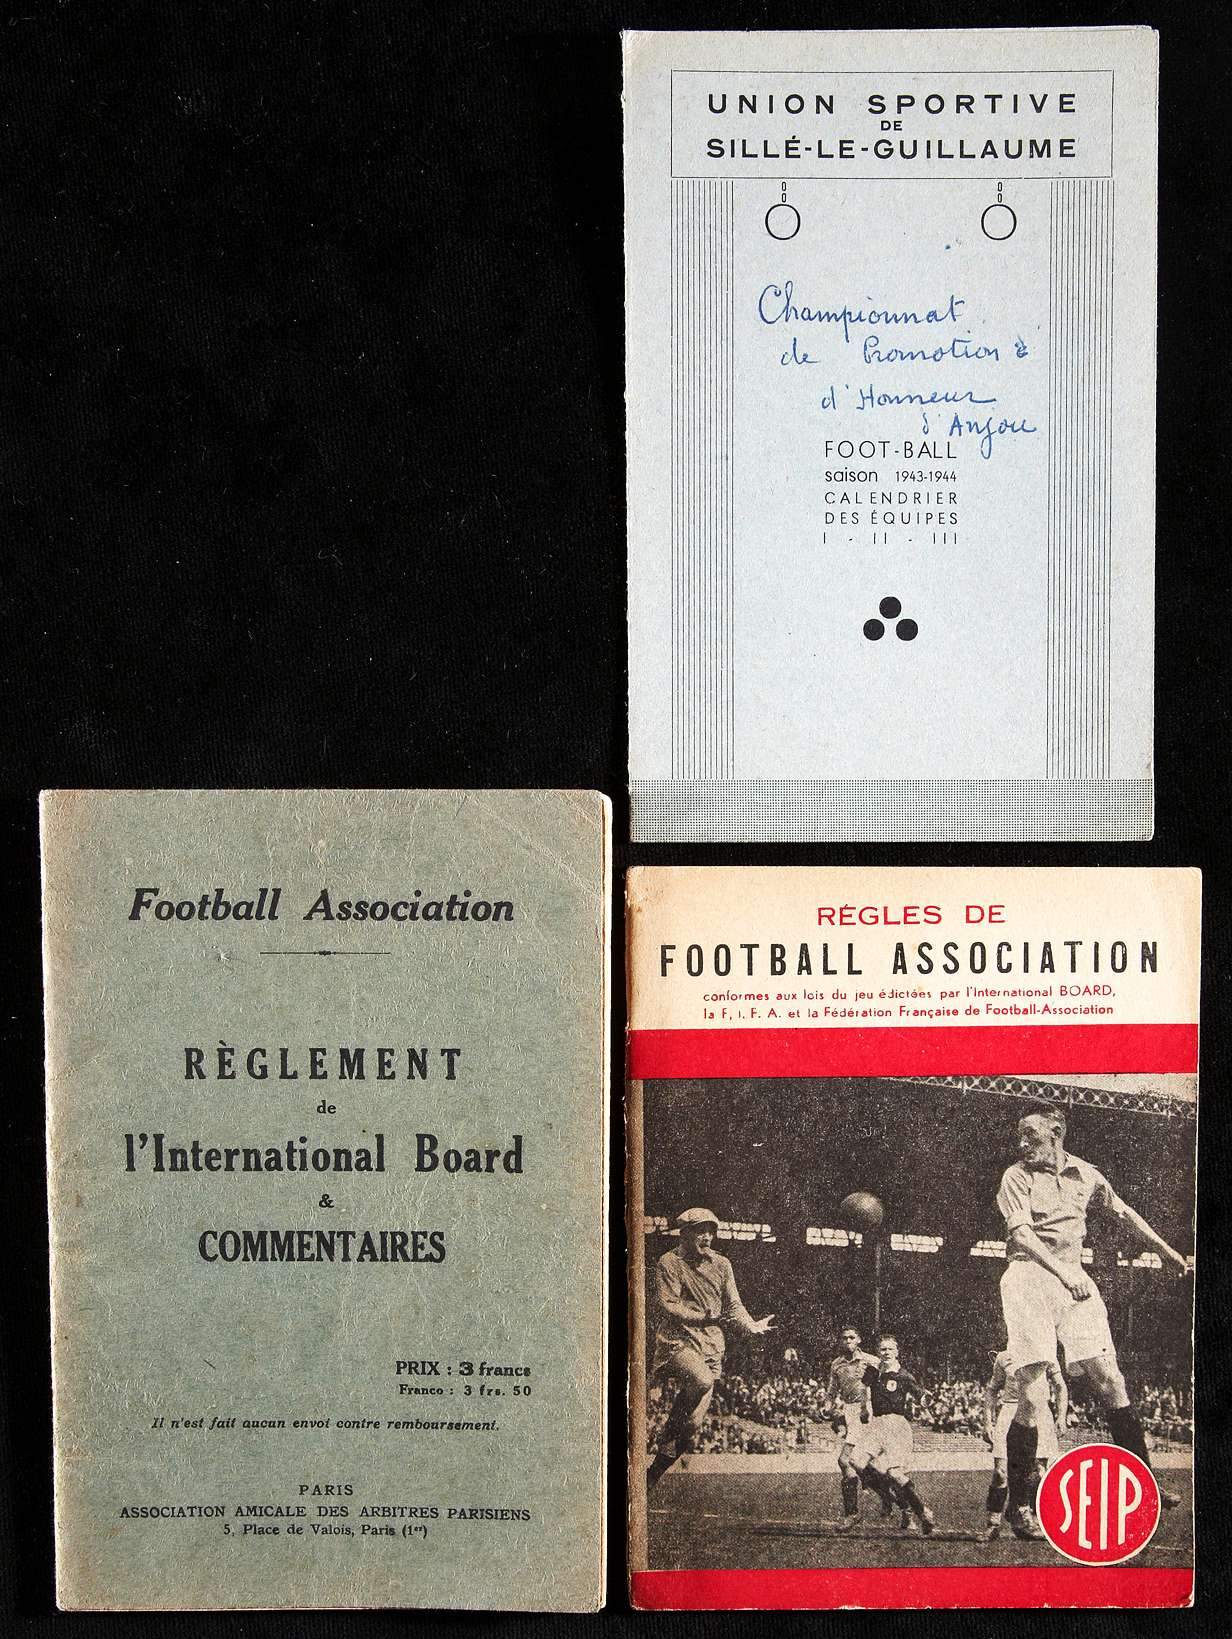 UNION SPORTIVE
DE
SILLÉ-LE-GUILLAUME
Championnat
de Promotion
d'Honneur
d'Anjou
FOOT-BALL
saison 1943-1944
CALENDRIER
DES ÉQUIPES
I - II - III
Football Association
RÈGLEMENT
de
l'International Board
&
COMMENTAIRES
PRIX : 3 francs
Franco : 3 frs. 50
Il n'est fait aucun envoi contre remboursement.
PARIS
ASSOCIATION AMICALE DES ARBITRES PARISIENS
5, Place de Valois, Paris (1er)
RÉGLES DE
FOOTBALL ASSOCIATION
conformes aux lois du jeu édictées par l'International BOARD,
la F. I. F. A. et la Fédération Française de Football-Association
SEIP